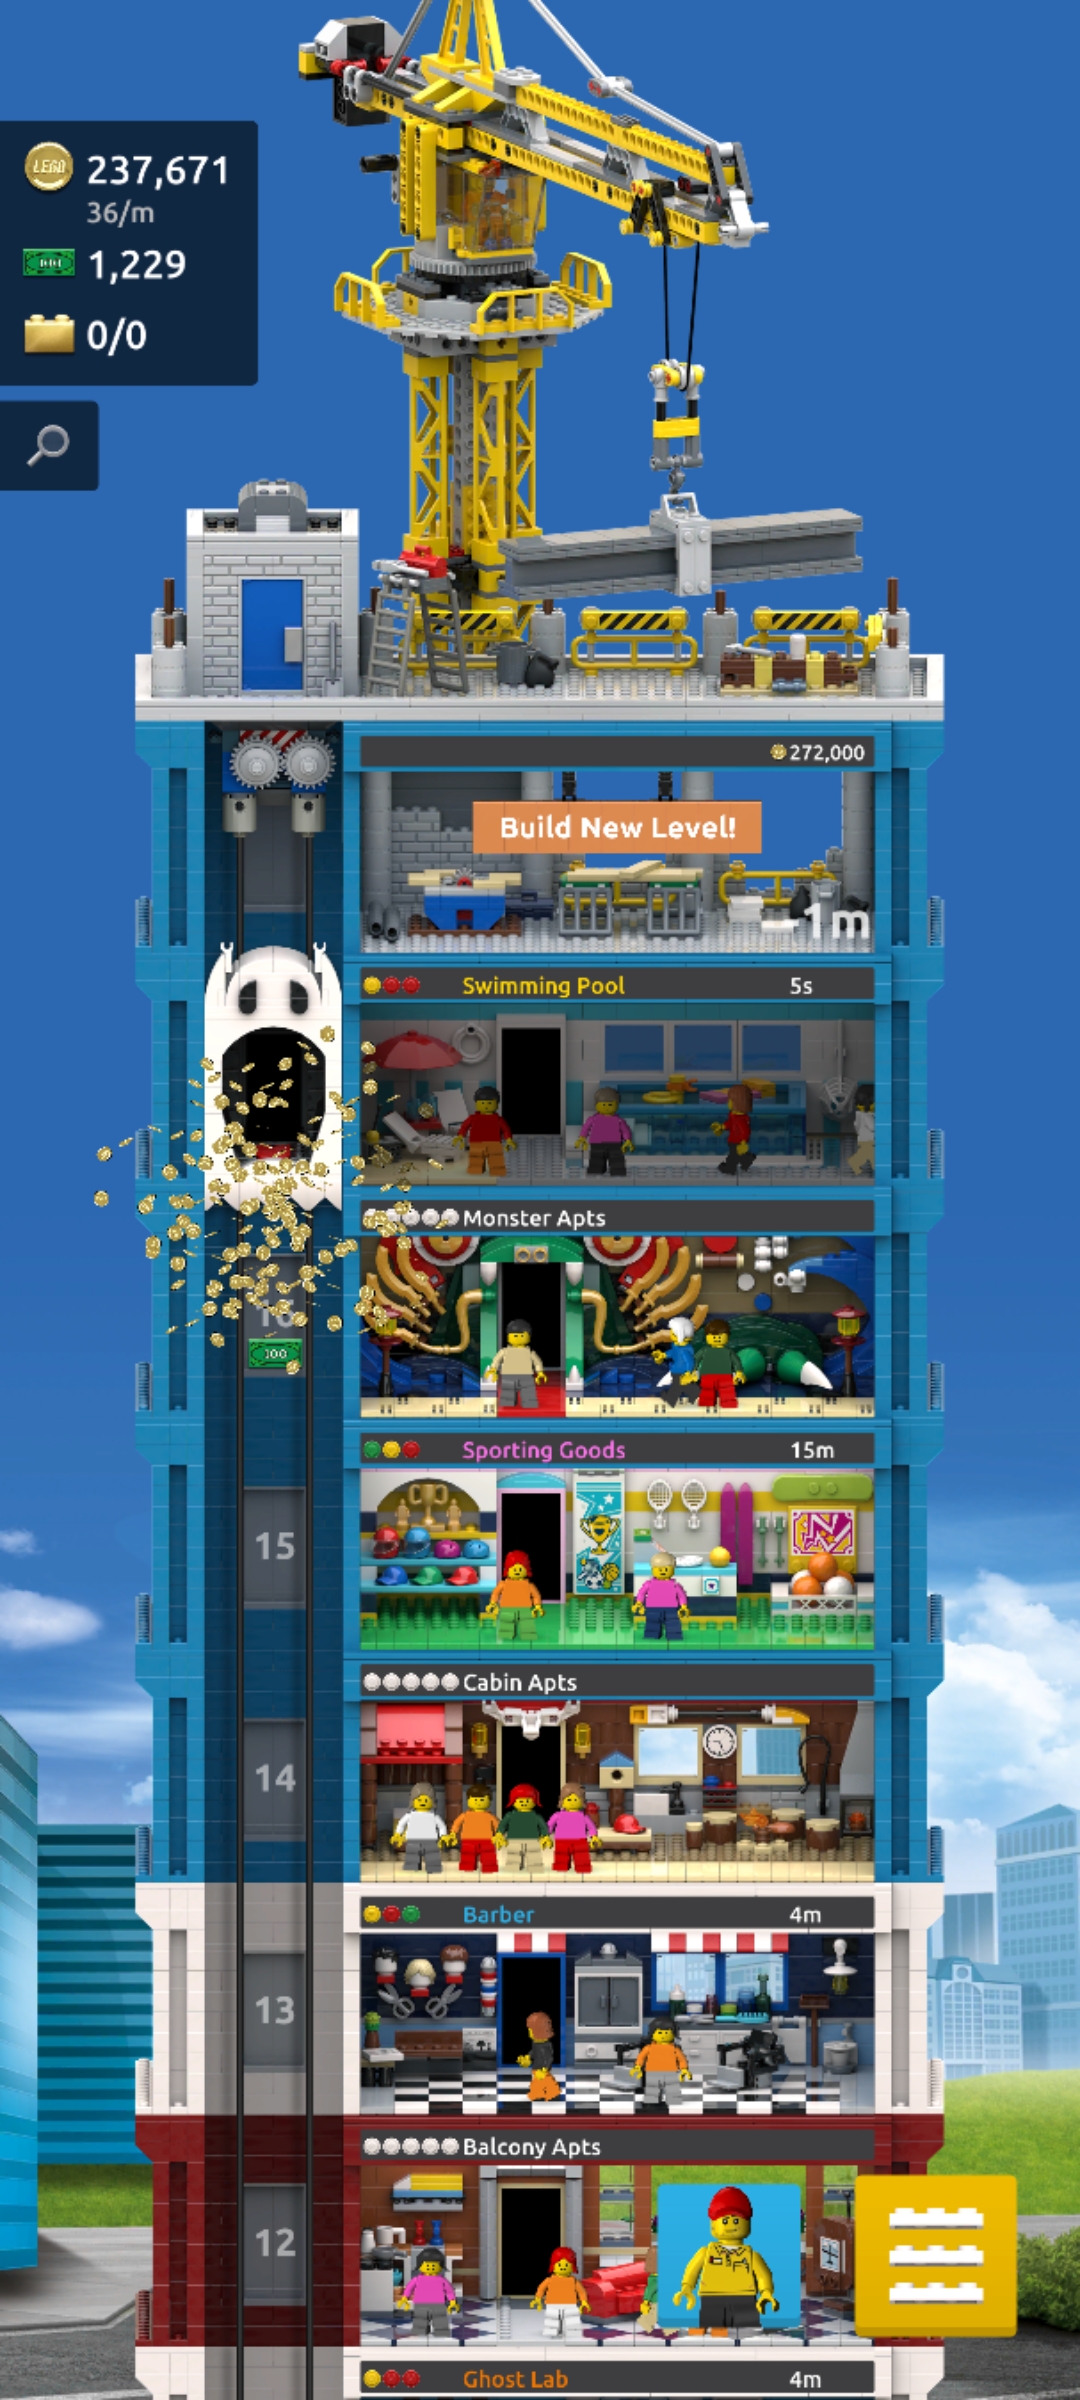 LEGO 237,671
36/m
1,229
0/0
272,000
Build New Level!
1m
Swimming Pool 5s
Monster Apts
16
100
Sporting Goods 15m
15
Cabin Apts
14
Barber 4m
13
Balcony Apts
12
Ghost Lab 4m